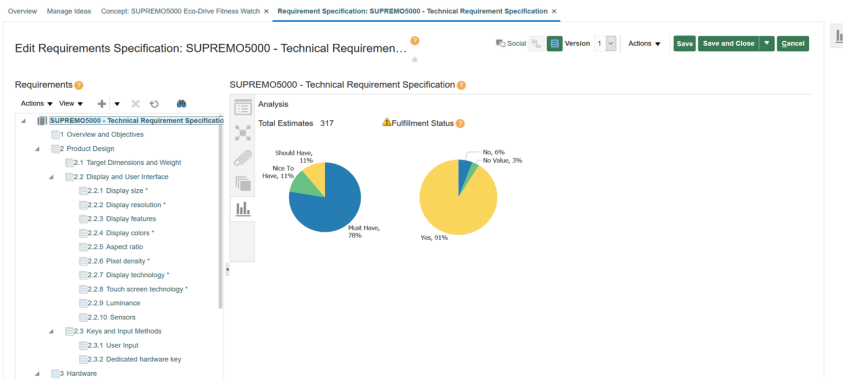 Overview Manage Ideas Concept: SUPREMO5000 Eco-Drive Fitness Watch × Requirement Specification: SUPREMO5000 - Technical Requirement Specification ×
Edit Requirements Specification: SUPREMO5000 - Technical Requiremen... ?
Social Version 1 Actions Save Save and Close Cancel
Requirements ?
Actions View
SUPREMO5000 - Technical Requirement Specificatio
1 Overview and Objectives
2 Product Design
2.1 Target Dimensions and Weight
2.2 Display and User Interface
2.2.1 Display size *
2.2.2 Display resolution *
2.2.3 Display features
2.2.4 Display colors *
2.2.5 Aspect ratio
2.2.6 Pixel density *
2.2.7 Display technology *
2.2.8 Touch screen technology *
2.2.9 Luminance
2.2.10 Sensors
2.3 Keys and Input Methods
2.3.1 User Input
2.3.2 Dedicated hardware key
3 Hardware
SUPREMO5000 - Technical Requirement Specification ?
Analysis
Total Estimates 317
Fulfillment Status ?
Should Have,
11%
Nice To
Have, 11%
Must Have,
78%
No, 6%
No Value, 3%
Yes, 91%